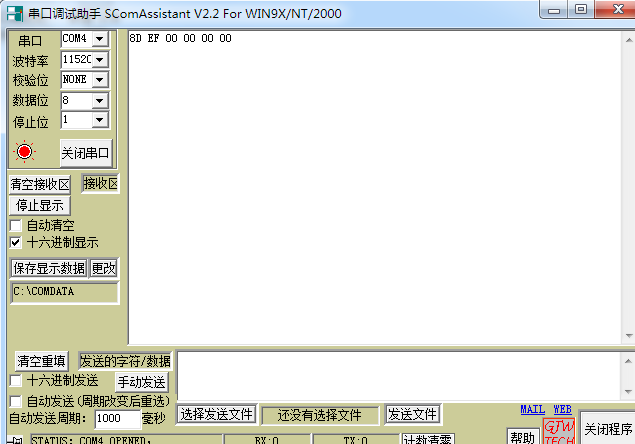 串口调试助手 SComAssistant V2.2 For WIN9X/NT/2000
串口 COM4
波特率 11520
校验位 NONE
数据位 8
停止位 1
关闭串口
8D EF 00 00 00 00
清空接收区 接收区
停止显示
自动清空
十六进制显示
保存显示数据 更改
C:\COMDATA
清空重填 发送的字符/数据
十六进制发送 手动发送
自动发送(周期改变后重选)
自动发送周期: 1000 毫秒
选择发送文件 还没有选择文件 发送文件
MAIL WEB
GJW
TECH
关闭程序
STATUS: COM4 OPENED,
RX:0 TX:0 计数清零 帮助